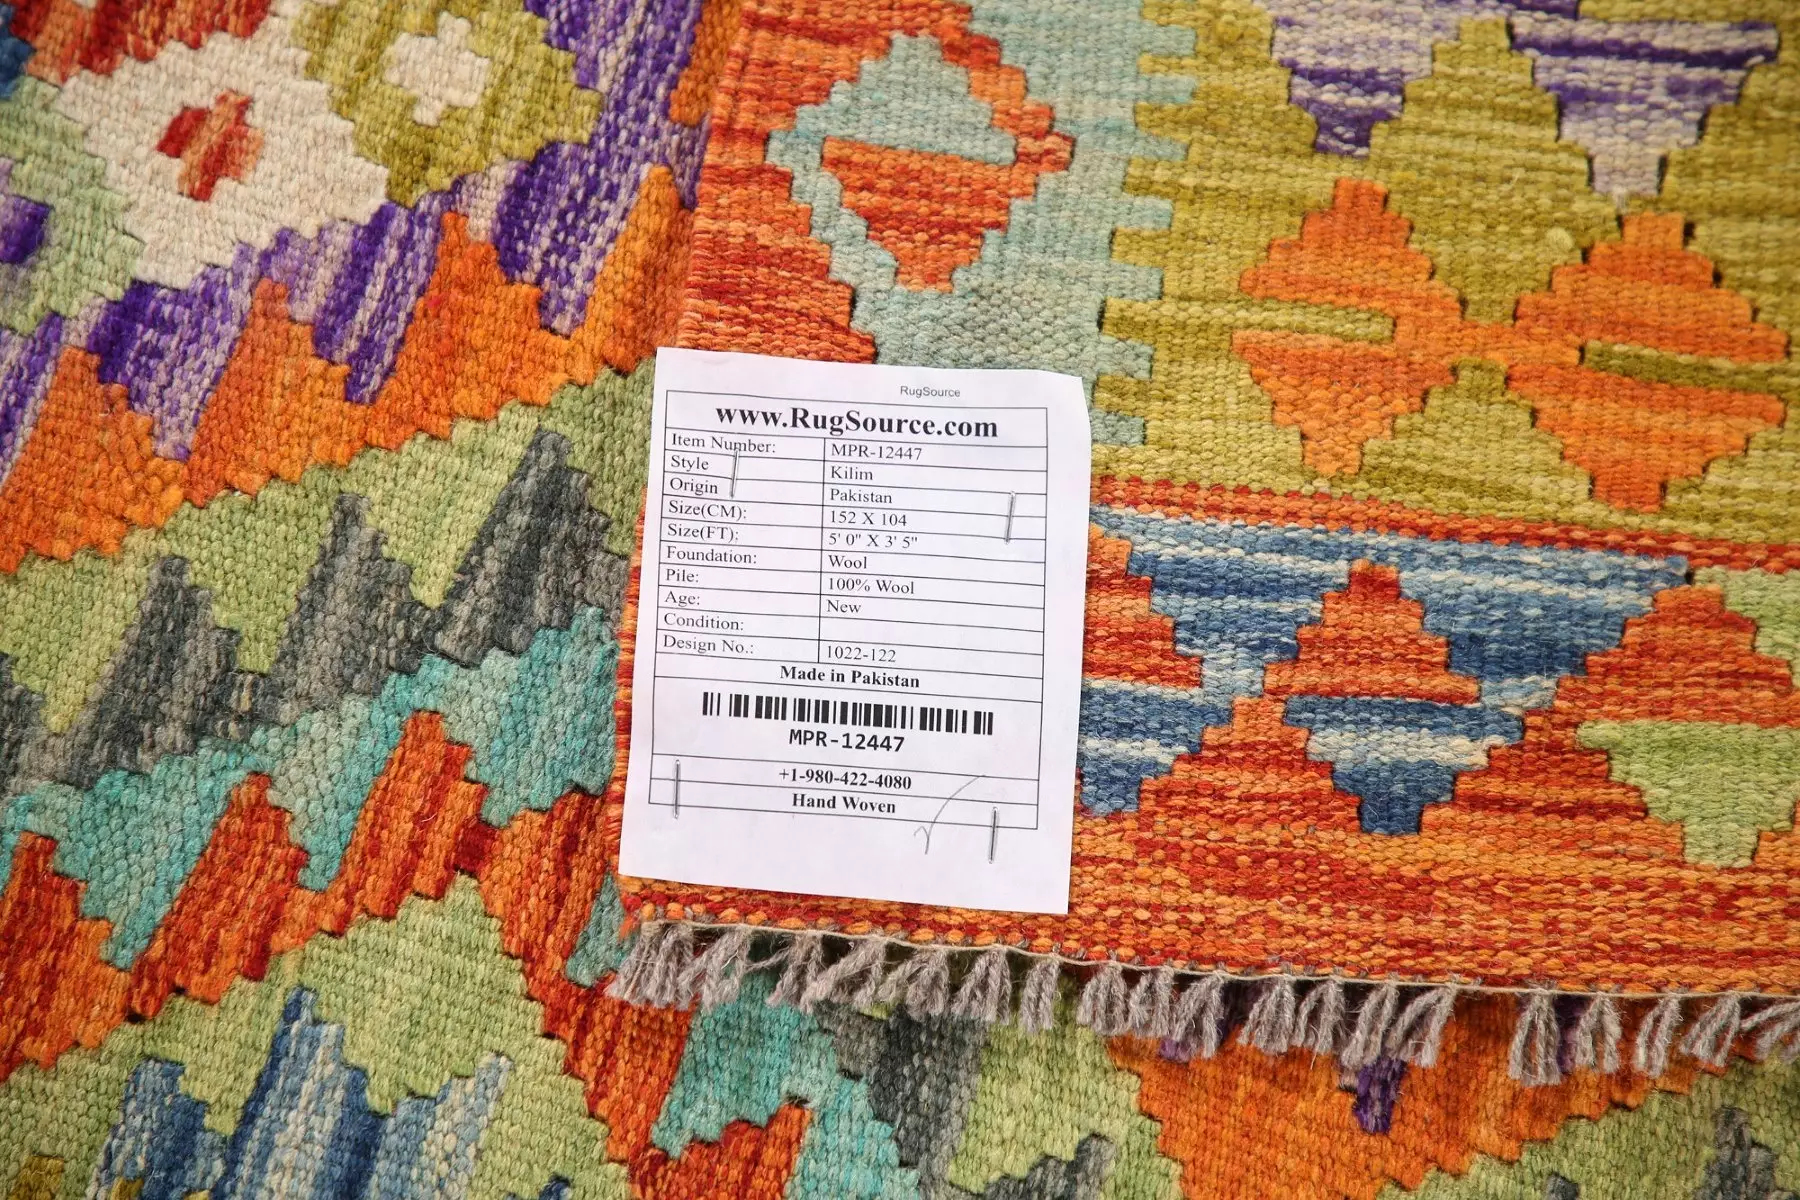 RugSource
www.RugSource.com
Item Number: MPR-12447
Style Kilim
Origin Pakistan
Size(CM): 152 X 104
Size(FT): 5' 0" X 3' 5"
Foundation: Wool
Pile: 100% Wool
Age: New
Condition:
Design No.: 1022-122
Made in Pakistan
MPR-12447
+1-980-422-4080
Hand Woven